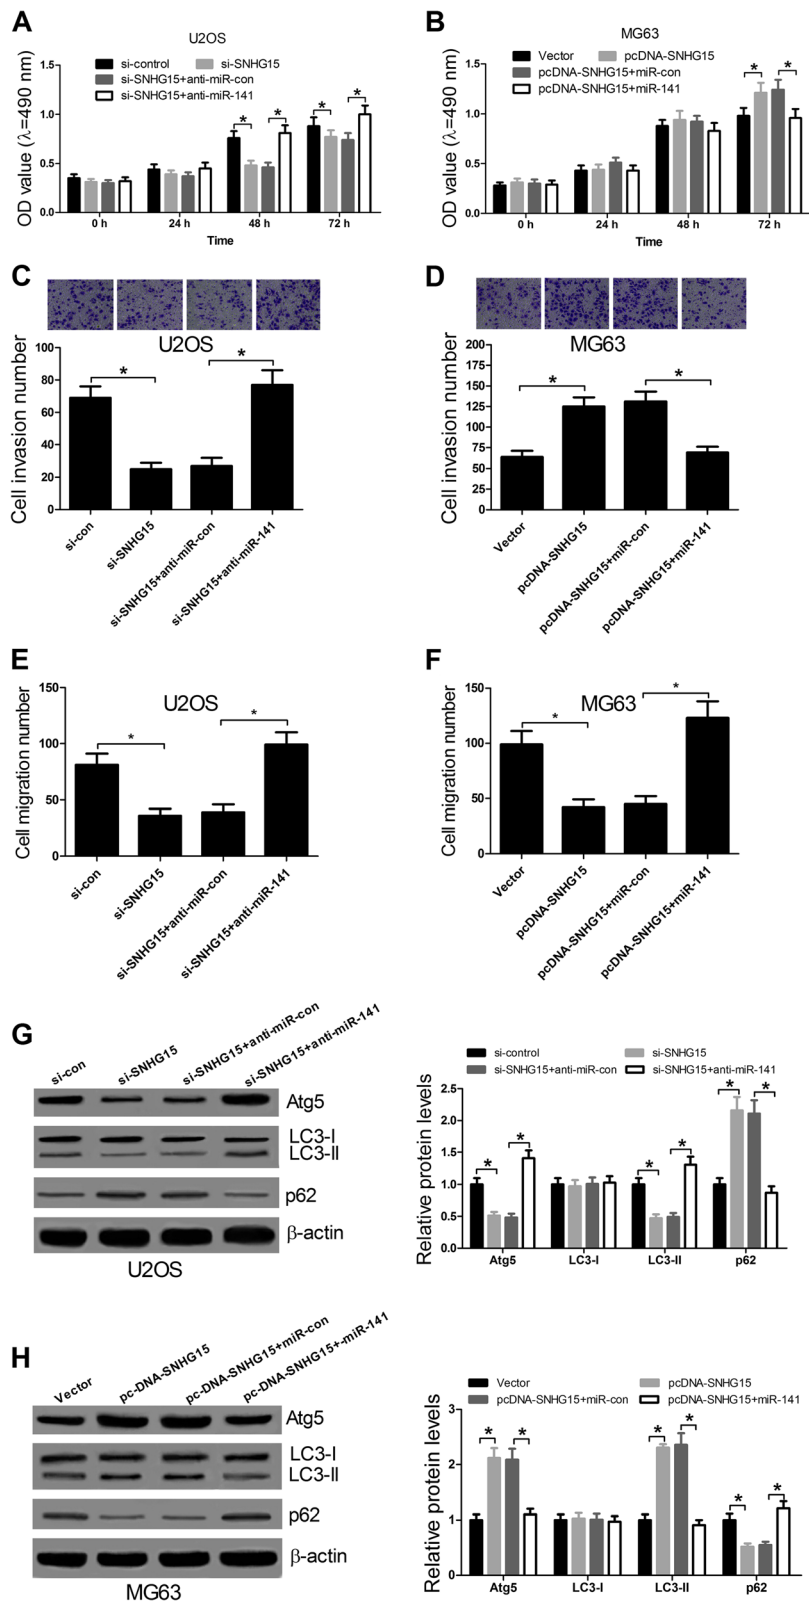 A
U2OS
si-control
si-SNHG15
si-SNHG15+anti-miR-con
si-SNHG15+anti-miR-141
OD value (λ=490 nm)
1.5
1.0
0.5
0.0
* * * *
0 h 24 h 48 h 72 h
Time
B
MG63
Vector
pcDNA-SNHG15
pcDNA-SNHG15+miR-con
pcDNA-SNHG15+miR-141
OD value (λ=490 nm)
1.5
1.0
0.5
0.0
* *
0 h 24 h 48 h 72 h
Time
C
U2OS
Cell invasion number
100
80
60
40
20
0
* *
si-con
si-SNHG15
si-SNHG15+anti-miR-con
si-SNHG15+anti-miR-141
D
MG63
Cell invasion number
200
175
150
125
100
75
50
25
0
* *
Vector
pcDNA-SNHG15
pcDNA-SNHG15+miR-con
pcDNA-SNHG15+miR-141
E
U2OS
Cell migration number
150
100
50
0
* *
si-con
si-SNHG15
si-SNHG15+anti-miR-con
si-SNHG15+anti-miR-141
F
MG63
Cell migration number
150
100
50
0
* *
Vector
pcDNA-SNHG15
pcDNA-SNHG15+miR-con
pcDNA-SNHG15+miR-141
G
si-con
si-SNHG15
si-SNHG15+anti-miR-con
si-SNHG15+anti-miR-141
Atg5
LC3-I
LC3-II
p62
β-actin
U2OS
si-control
si-SNHG15
si-SNHG15+anti-miR-con
si-SNHG15+anti-miR-141
Relative protein levels
2.5
2.0
1.5
1.0
0.5
0.0
* * * * * *
Atg5 LC3-I LC3-II p62
H
Vector
pc-DNA-SNHG15
pc-DNA-SNHG15+miR-con
pc-DNA-SNHG15+-miR-141
Atg5
LC3-I
LC3-II
p62
β-actin
MG63
Vector
pcDNA-SNHG15
pcDNA-SNHG15+miR-con
pcDNA-SNHG15+miR-141
Relative protein levels
3
2
1
0
* * * * * *
Atg5 LC3-I LC3-II p62